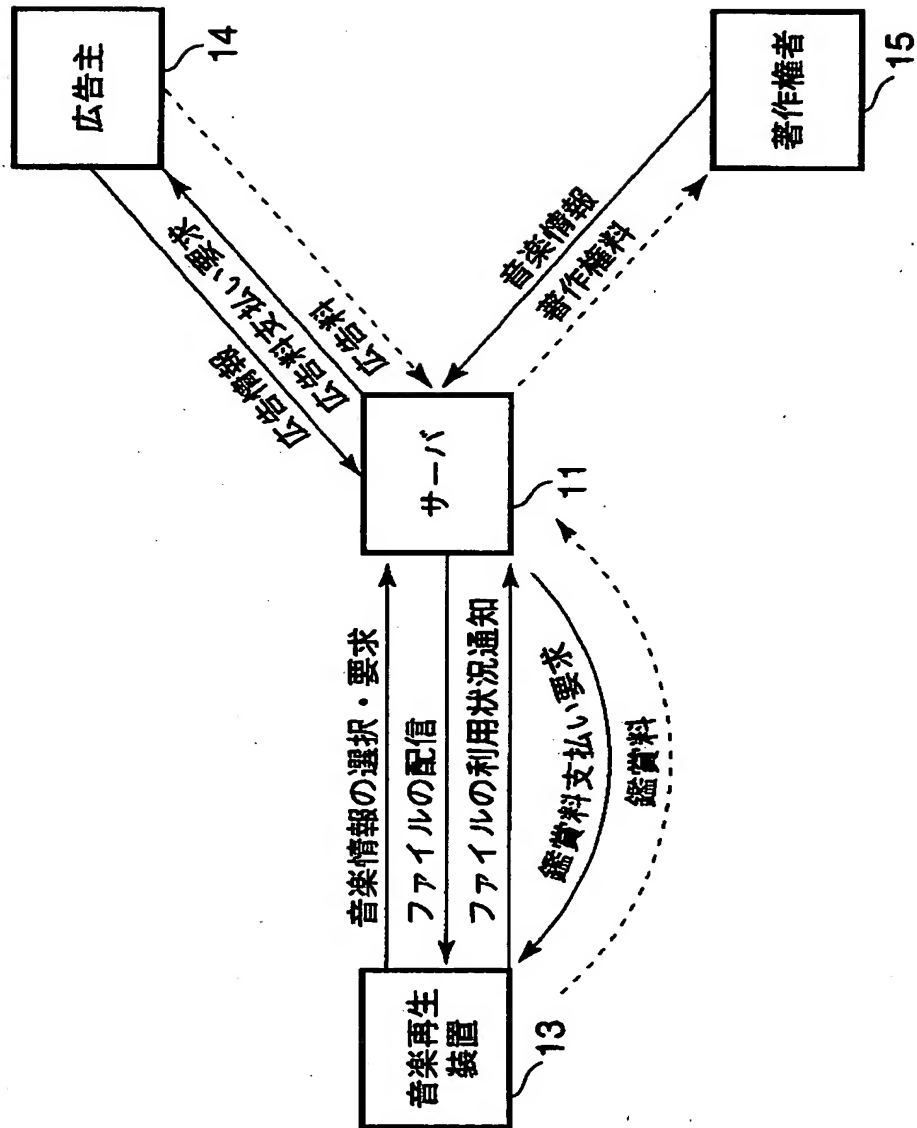 広告主
14
著作権者
15
広告情報
広告料支払い要求
広告料
音楽情報
著作権料
サーバ
11
音楽情報の選択・要求
ファイルの配信
ファイルの利用状況通知
鑑賞料支払い要求
鑑賞料
音楽再生
装置
13